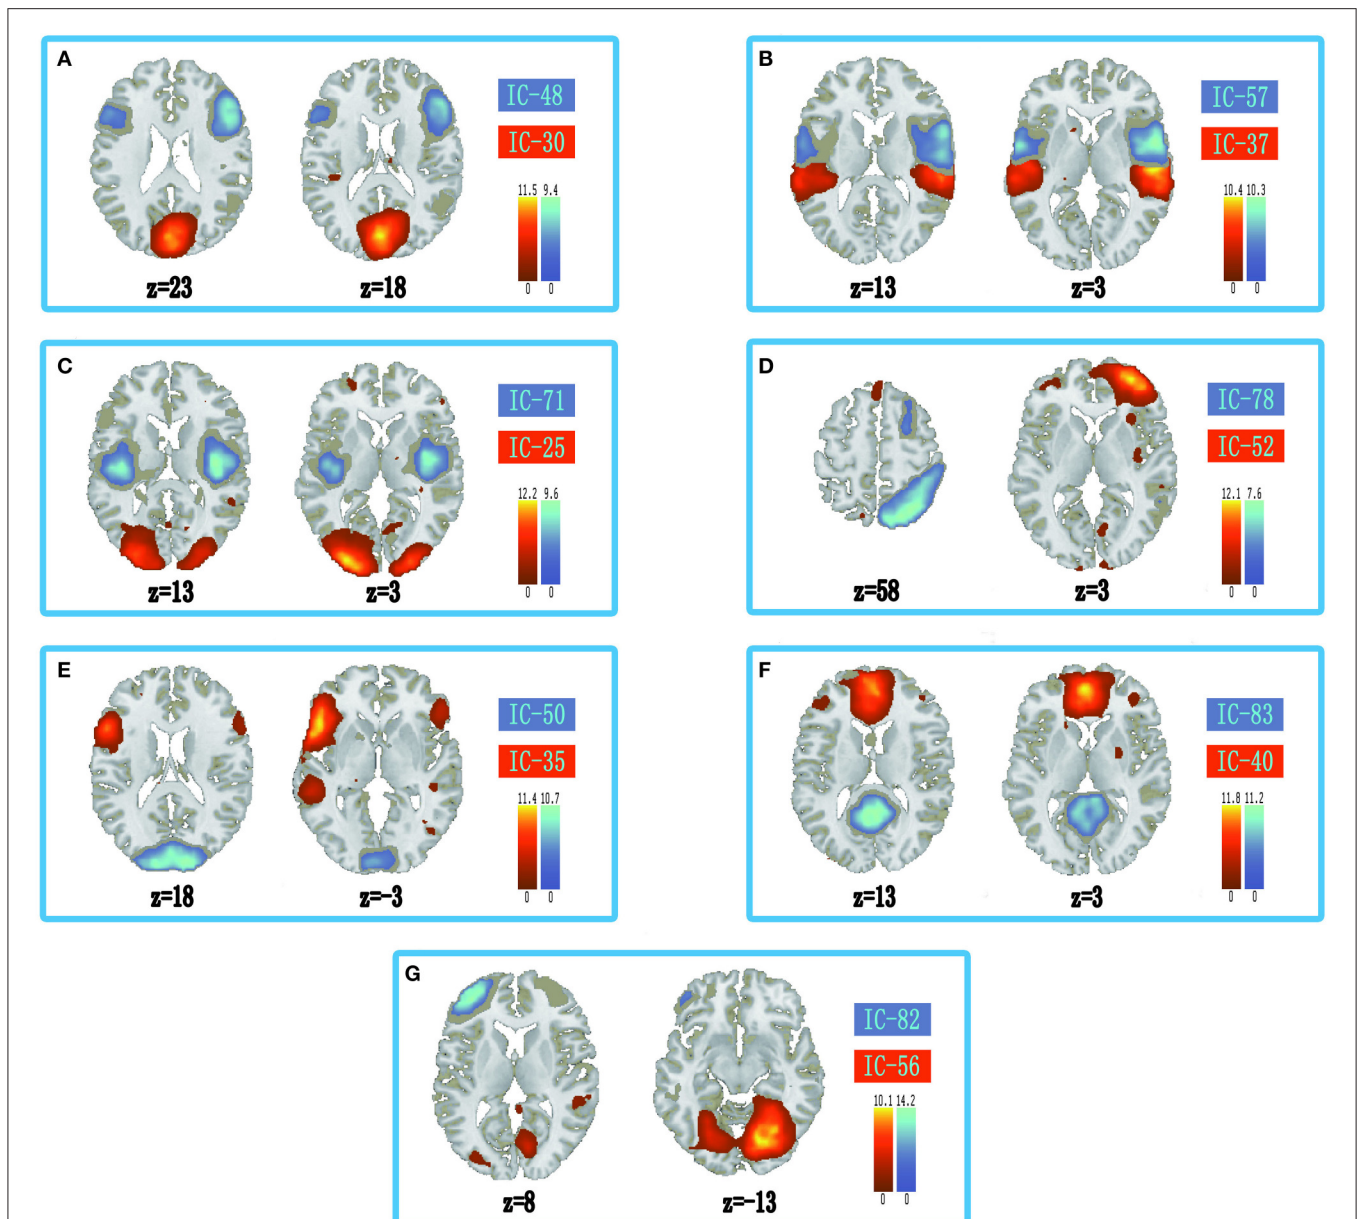 A
IC-48
IC-30
11.5 9.4
0 0
z=23
z=18
B
IC-57
IC-37
10.4 10.3
0 0
z=13
z=3
C
IC-71
IC-25
12.2 9.6
0 0
z=13
z=3
D
IC-78
IC-52
12.1 7.6
0 0
z=58
z=3
E
IC-50
IC-35
11.4 10.7
0 0
z=18
z=-3
F
IC-83
IC-40
11.8 11.2
0 0
z=13
z=3
G
IC-82
IC-56
10.1 14.2
0 0
z=8
z=-13